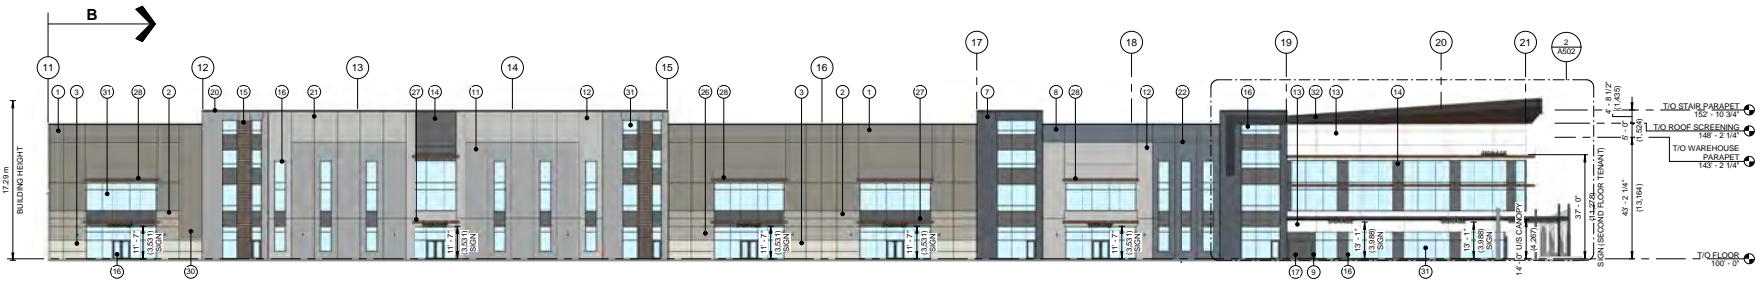 B
11
12
13
14
15
16
17
18
19
20
21
2
A502
1
3
31
28
2
20
15
16
21
27
14
11
12
31
26
28
3
2
1
27
7
8
28
12
22
16
13
32
13
14
16
30
17
9
16
31
17.29 m
BUILDING HEIGHT
11' - 7"
(3,531)
SIGN
11' - 7"
(3,531)
SIGN
11' - 7"
(3,531)
SIGN
11' - 7"
(3,531)
SIGN
11' - 7"
(3,531)
SIGN
13' - 1"
(3,988)
SIGN
13' - 1"
(3,988)
SIGN
SIGNAGE
SIGNAGE
SIGNAGE
14' - 0" U/S CANOPY
(4,267)
37' - 0"
(11,278)
SIGN (SECOND FLOOR TENANT)
4' - 8 1/2"
(1,435)
5' - 0"
(1,524)
43' - 2 1/4"
(13,164)
T/O STAIR PARAPET
152' - 10 3/4"
T/O ROOF SCREENING
148' - 2 1/4"
T/O WAREHOUSE
PARAPET
143' - 2 1/4"
T/O FLOOR
100' - 0"